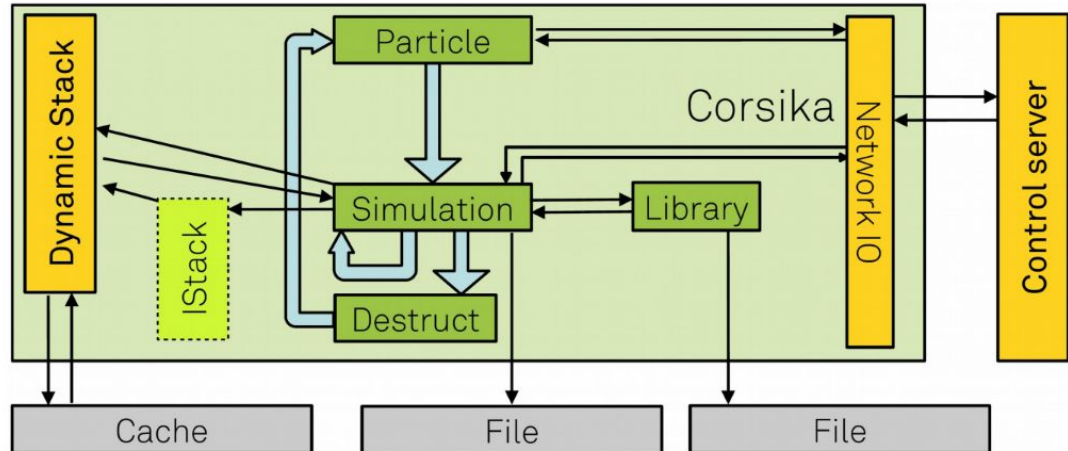 Particle
Corsika
Dynamic Stack
Simulation
Library
IStack
Destruct
Network IO
Control server
Cache
File
File